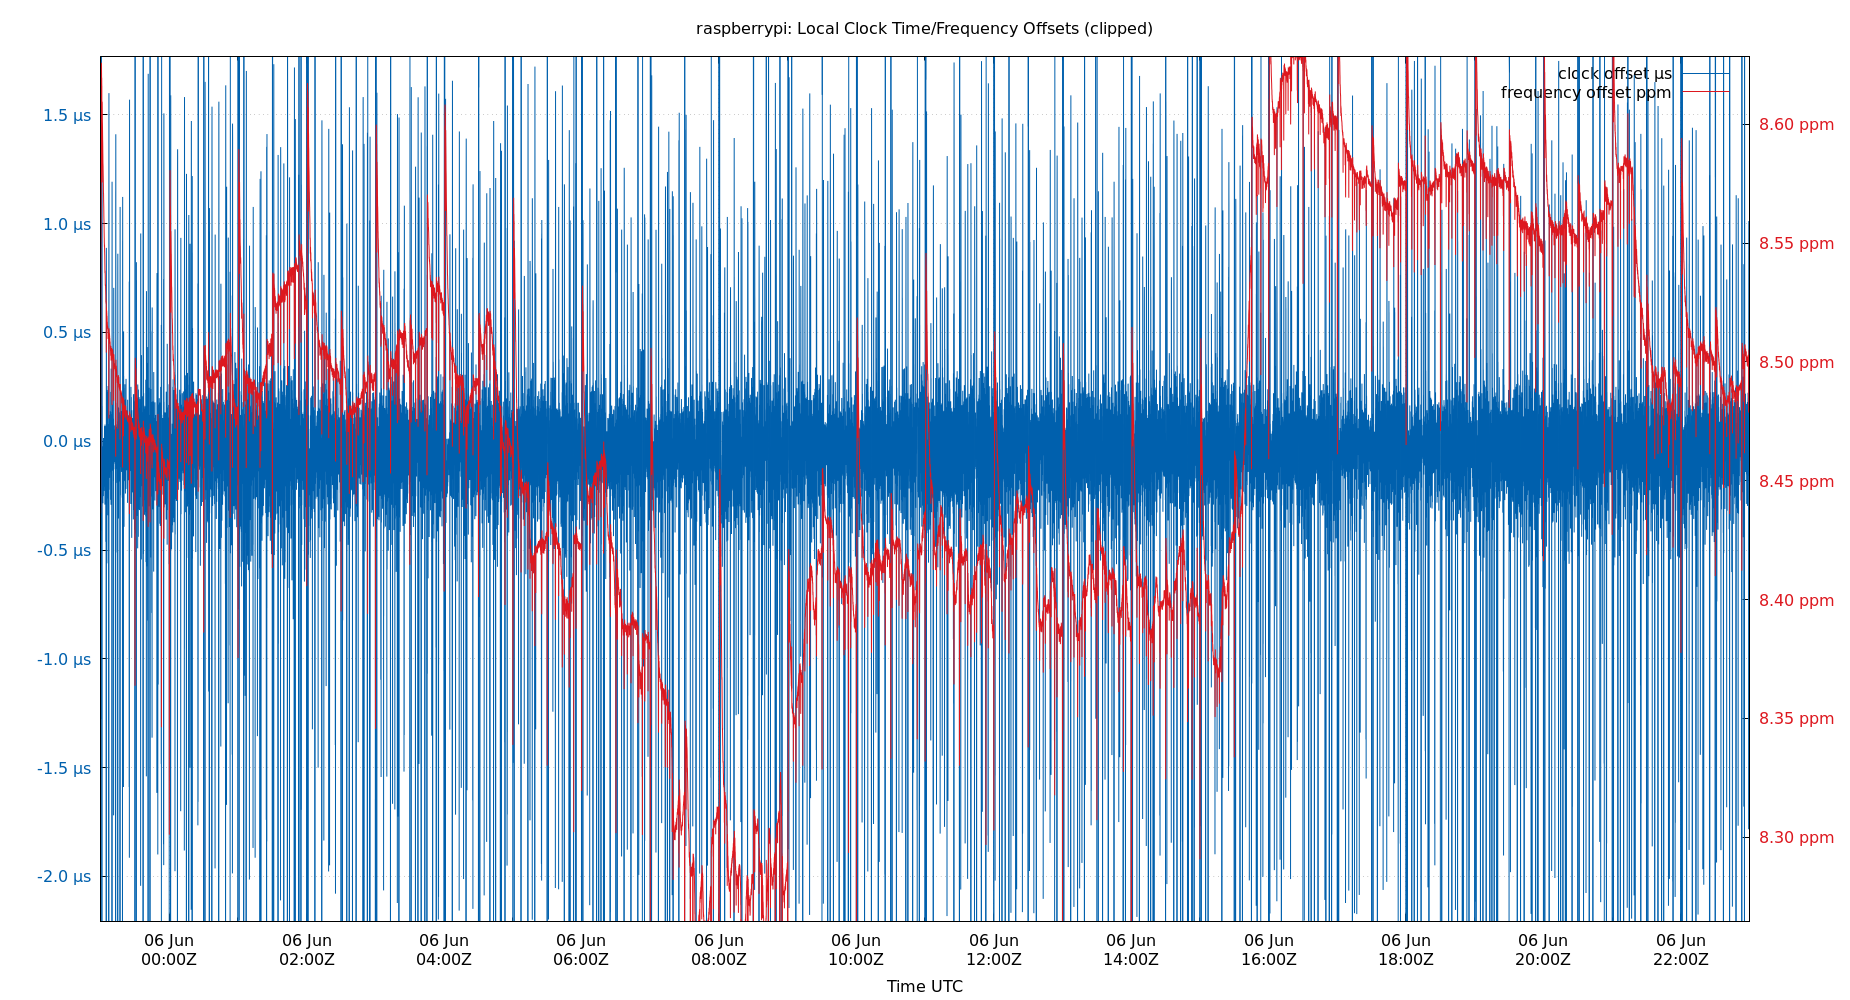 raspberrypi: Local Clock Time/Frequency Offsets (clipped)
clock offset µs
frequency offset ppm
1.5 µs
1.0 µs
0.5 µs
0.0 µs
-0.5 µs
-1.0 µs
-1.5 µs
-2.0 µs
8.60 ppm
8.55 ppm
8.50 ppm
8.45 ppm
8.40 ppm
8.35 ppm
8.30 ppm
06 Jun 06 Jun 06 Jun 06 Jun 06 Jun 06 Jun 06 Jun 06 Jun 06 Jun 06 Jun 06 Jun 06 Jun
00:00Z 02:00Z 04:00Z 06:00Z 08:00Z 10:00Z 12:00Z 14:00Z 16:00Z 18:00Z 20:00Z 22:00Z
Time UTC